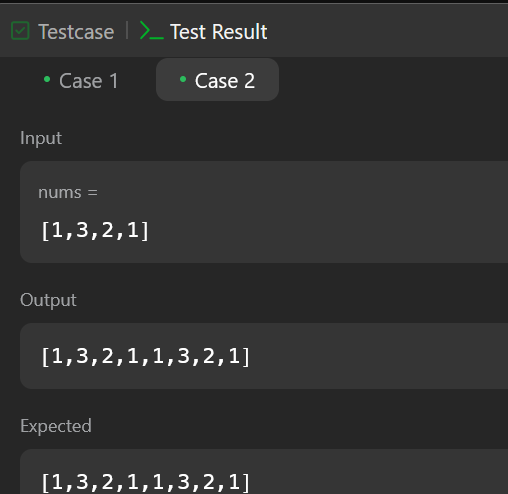 Testcase | Test Result
Case 1 Case 2
Input
nums =
[1,3,2,1]
Output
[1,3,2,1,1,3,2,1]
Expected
[1,3,2,1,1,3,2,1]